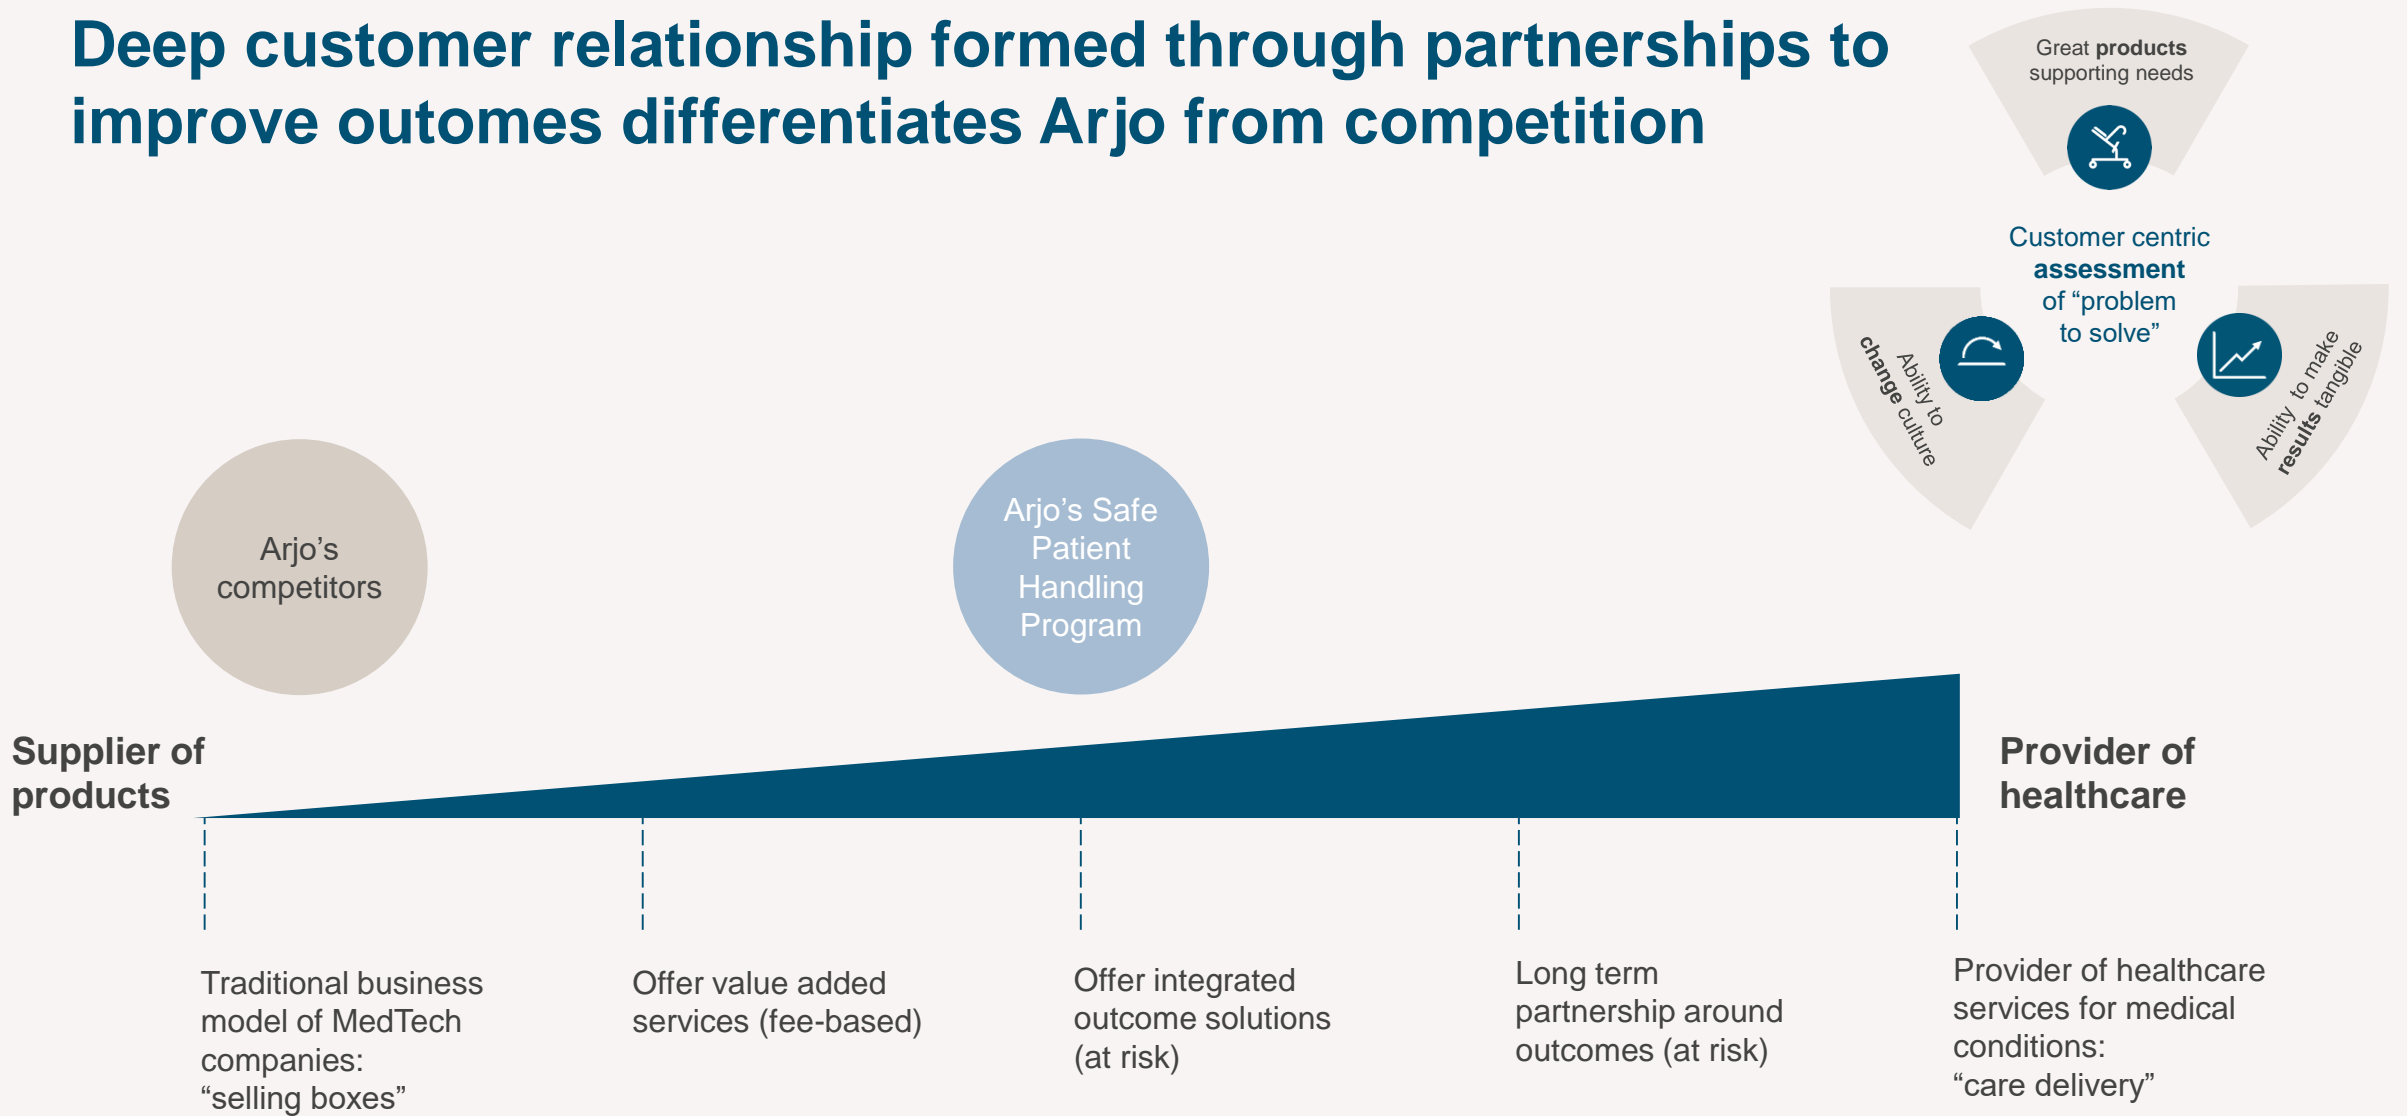 Deep customer relationship formed through partnerships to
improve outomes differentiates Arjo from competition
Great products
supporting needs
Customer centric
assessment
of “problem
to solve”
Ability to
change culture
Ability to make
results tangible
Arjo’s
competitors
Arjo’s Safe
Patient
Handling
Program
Supplier of
products
Provider of
healthcare
Traditional business
model of MedTech
companies:
“selling boxes”
Offer value added
services (fee-based)
Offer integrated
outcome solutions
(at risk)
Long term
partnership around
outcomes (at risk)
Provider of healthcare
services for medical
conditions:
“care delivery”